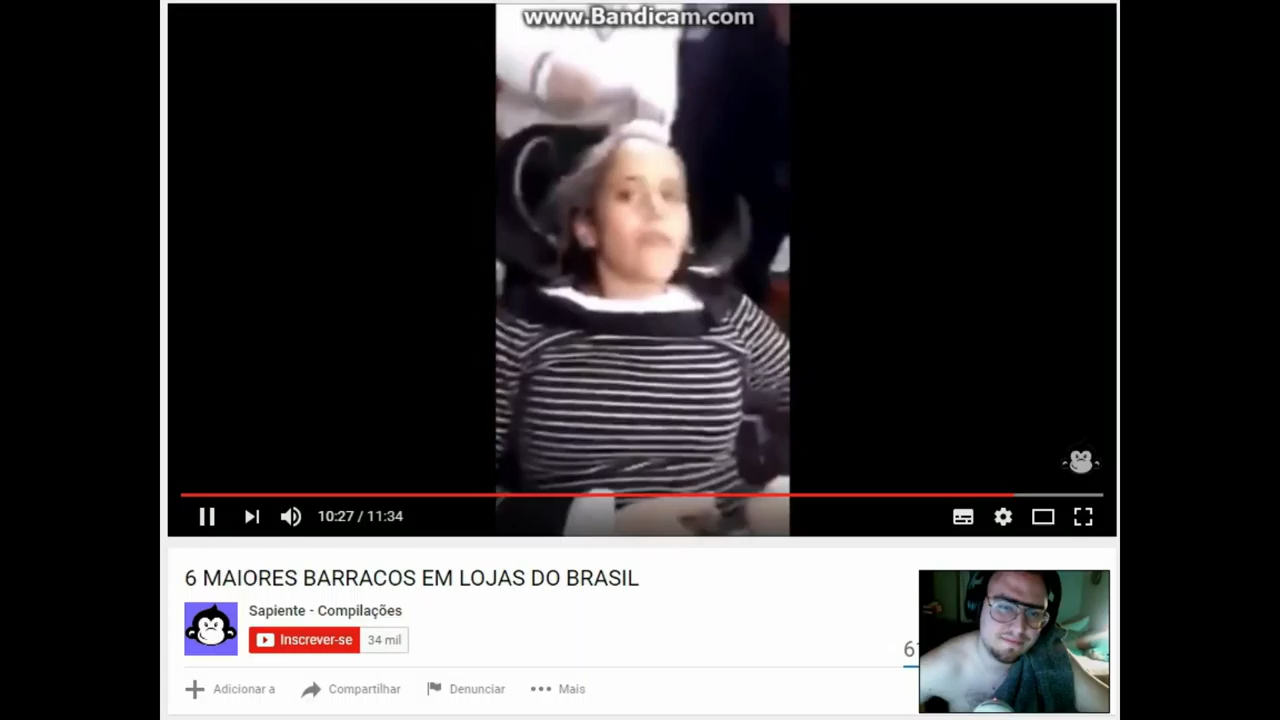 www.Bandicam.com
10:27 / 11:34
6 MAIORES BARRACOS EM LOJAS DO BRASIL
Sapiente - Compilações
Inscrever-se 34 mil
Adicionar a Compartilhar Denunciar Mais